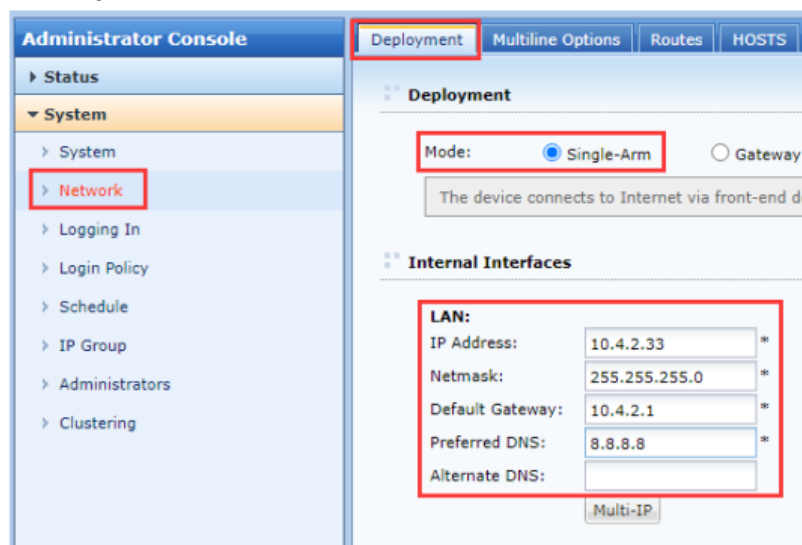 Administrator Console
Status
System
System
Network
Logging In
Login Policy
Schedule
IP Group
Administrators
Clustering
Deployment
Multiline Options
Routes
HOSTS
Deployment
Mode:
Single-Arm
Gateway
The device connects to Internet via front-end d
Internal Interfaces
LAN:
IP Address: 10.4.2.33 *
Netmask: 255.255.255.0 *
Default Gateway: 10.4.2.1 *
Preferred DNS: 8.8.8.8 *
Alternate DNS:
Multi-IP